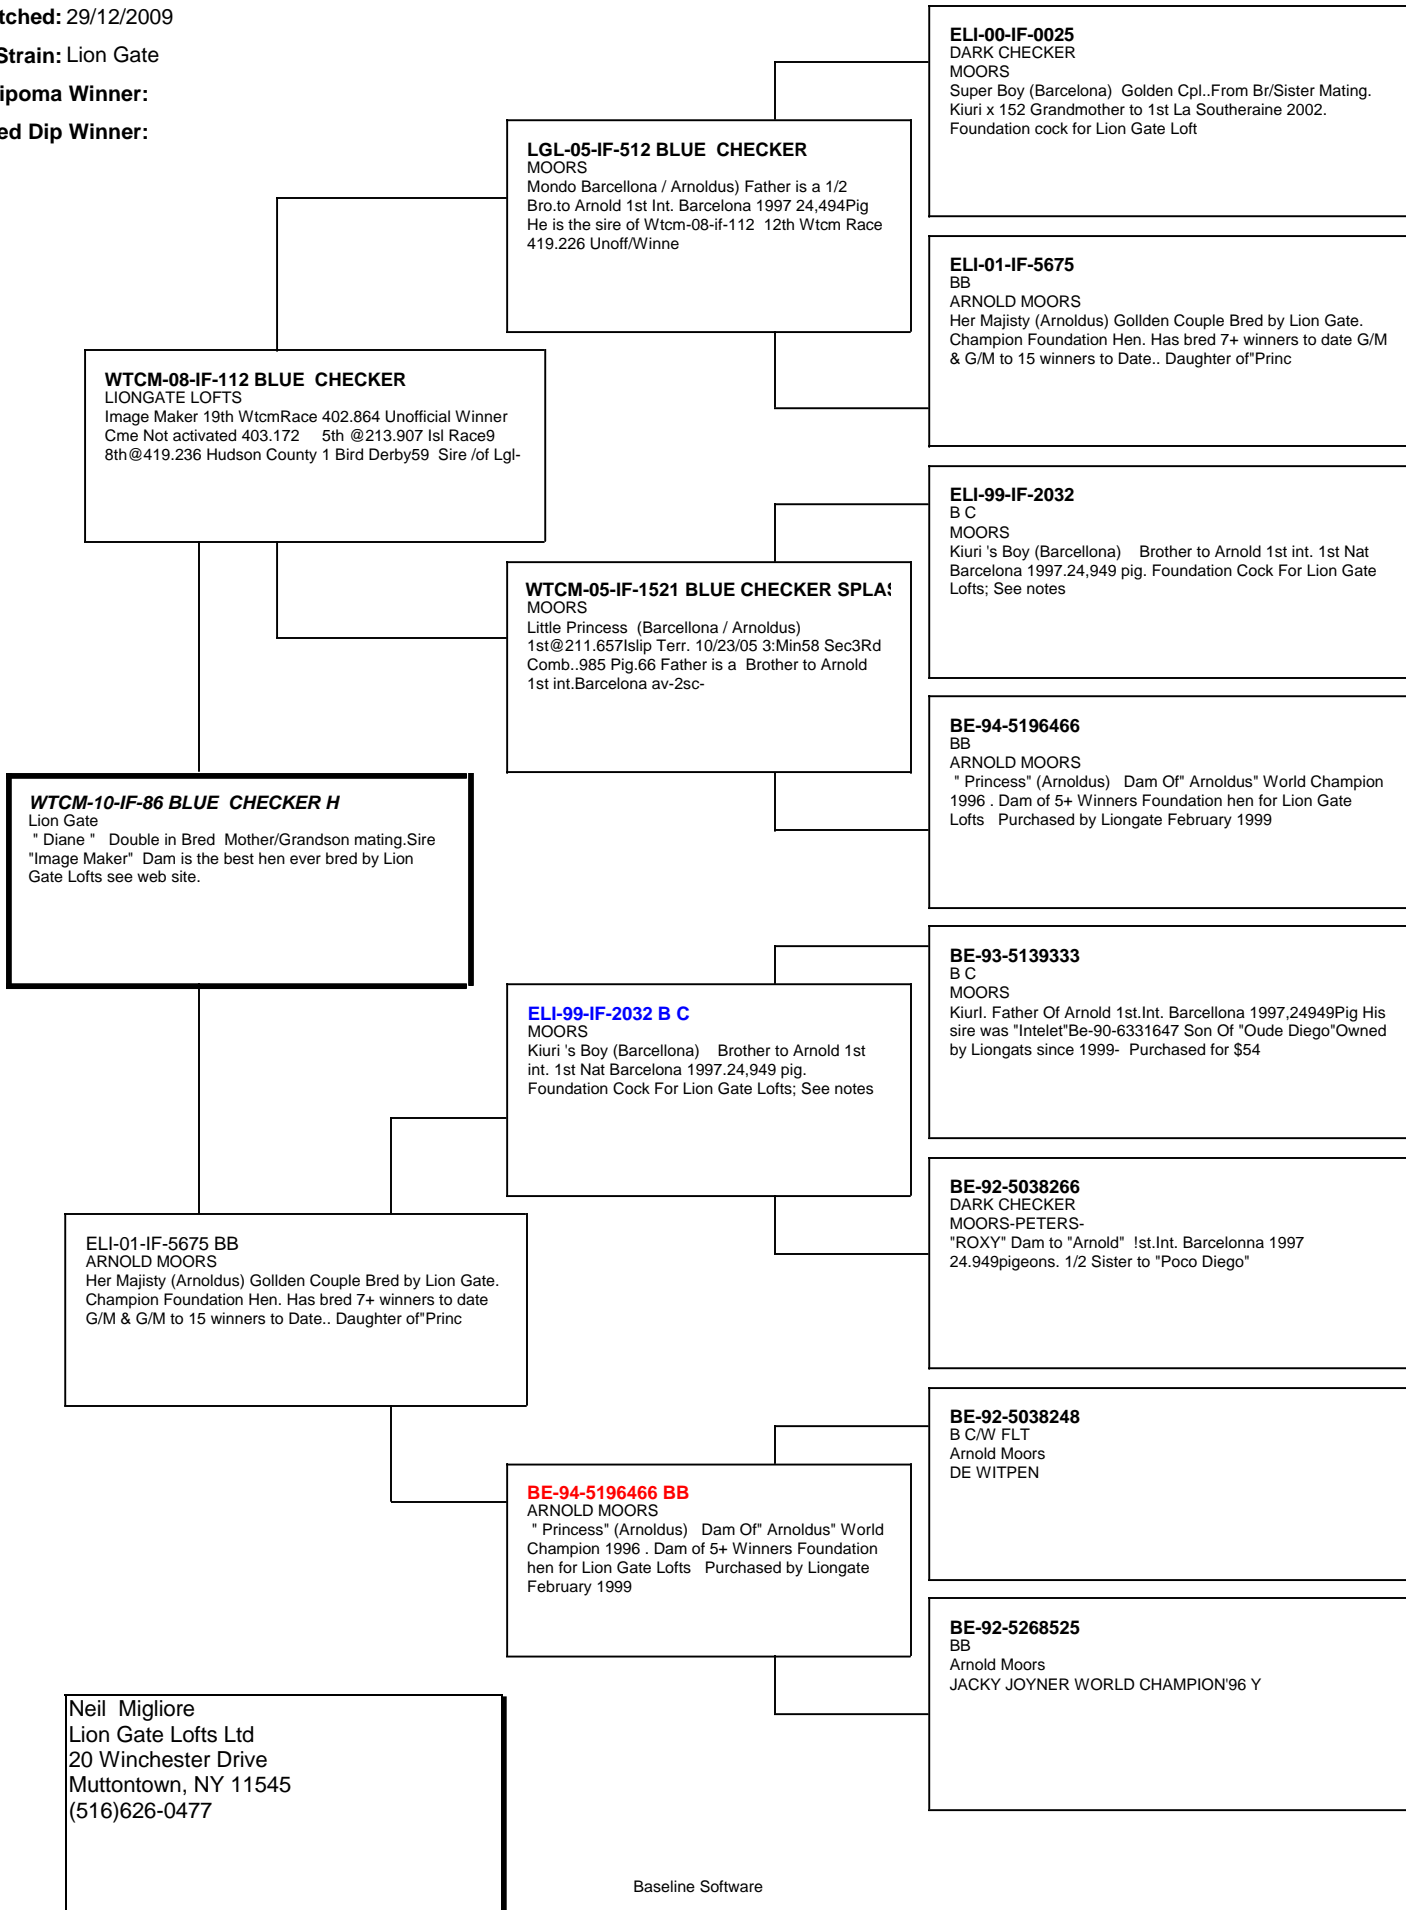 tched: 29/12/2009
Strain: Lion Gate
ipoma Winner:
ed Dip Winner:
ELI-00-IF-0025
DARK CHECKER
MOORS
Super Boy (Barcelona) Golden Cpl..From Br/Sister Mating.
Kiuri x 152 Grandmother to 1st La Southeraine 2002.
Foundation cock for Lion Gate Loft
LGL-05-IF-512 BLUE CHECKER
MOORS
Mondo Barcellona / Arnoldus) Father is a 1/2
Bro.to Arnold 1st Int. Barcelona 1997 24,494Pig
He is the sire of Wtcm-08-if-112 12th Wtcm Race
419.226 Unoff/Winne
ELI-01-IF-5675
BB
ARNOLD MOORS
Her Majisty (Arnoldus) Gollden Couple Bred by Lion Gate.
Champion Foundation Hen. Has bred 7+ winners to date G/M
& G/M to 15 winners to Date.. Daughter of"Princ
WTCM-08-IF-112 BLUE CHECKER
LIONGATE LOFTS
Image Maker 19th WtcmRace 402.864 Unofficial Winner
Cme Not activated 403.172 5th @213.907 Isl Race9
8th@419.236 Hudson County 1 Bird Derby59 Sire /of Lgl-
ELI-99-IF-2032
B C
MOORS
Kiuri 's Boy (Barcellona) Brother to Arnold 1st int. 1st Nat
Barcelona 1997.24,949 pig. Foundation Cock For Lion Gate
Lofts; See notes
WTCM-05-IF-1521 BLUE CHECKER SPLAS
MOORS
Little Princess (Barcellona / Arnoldus)
1st@211.657Islip Terr. 10/23/05 3:Min58 Sec3Rd
Comb..985 Pig.66 Father is a Brother to Arnold
1st int.Barcelona av-2sc-
BE-94-5196466
BB
ARNOLD MOORS
" Princess" (Arnoldus) Dam Of" Arnoldus" World Champion
1996 . Dam of 5+ Winners Foundation hen for Lion Gate
Lofts Purchased by Liongate February 1999
WTCM-10-IF-86 BLUE CHECKER H
Lion Gate
" Diane " Double in Bred Mother/Grandson mating.Sire
"Image Maker" Dam is the best hen ever bred by Lion
Gate Lofts see web site.
BE-93-5139333
B C
MOORS
KiurI. Father Of Arnold 1st.Int. Barcellona 1997,24949Pig His
sire was "Intelet"Be-90-6331647 Son Of "Oude Diego"Owned
by Liongats since 1999- Purchased for $54
ELI-99-IF-2032 B C
MOORS
Kiuri 's Boy (Barcellona) Brother to Arnold 1st
int. 1st Nat Barcelona 1997.24,949 pig.
Foundation Cock For Lion Gate Lofts; See notes
BE-92-5038266
DARK CHECKER
MOORS-PETERS-
"ROXY" Dam to "Arnold" !st.Int. Barcelonna 1997
24.949pigeons. 1/2 Sister to "Poco Diego"
ELI-01-IF-5675 BB
ARNOLD MOORS
Her Majisty (Arnoldus) Gollden Couple Bred by Lion Gate.
Champion Foundation Hen. Has bred 7+ winners to date
G/M & G/M to 15 winners to Date.. Daughter of"Princ
BE-92-5038248
B C/W FLT
Arnold Moors
DE WITPEN
BE-94-5196466 BB
ARNOLD MOORS
" Princess" (Arnoldus) Dam Of" Arnoldus" World
Champion 1996 . Dam of 5+ Winners Foundation
hen for Lion Gate Lofts Purchased by Liongate
February 1999
BE-92-5268525
BB
Arnold Moors
JACKY JOYNER WORLD CHAMPION'96 Y
Neil Migliore
Lion Gate Lofts Ltd
20 Winchester Drive
Muttontown, NY 11545
(516)626-0477
Baseline Software